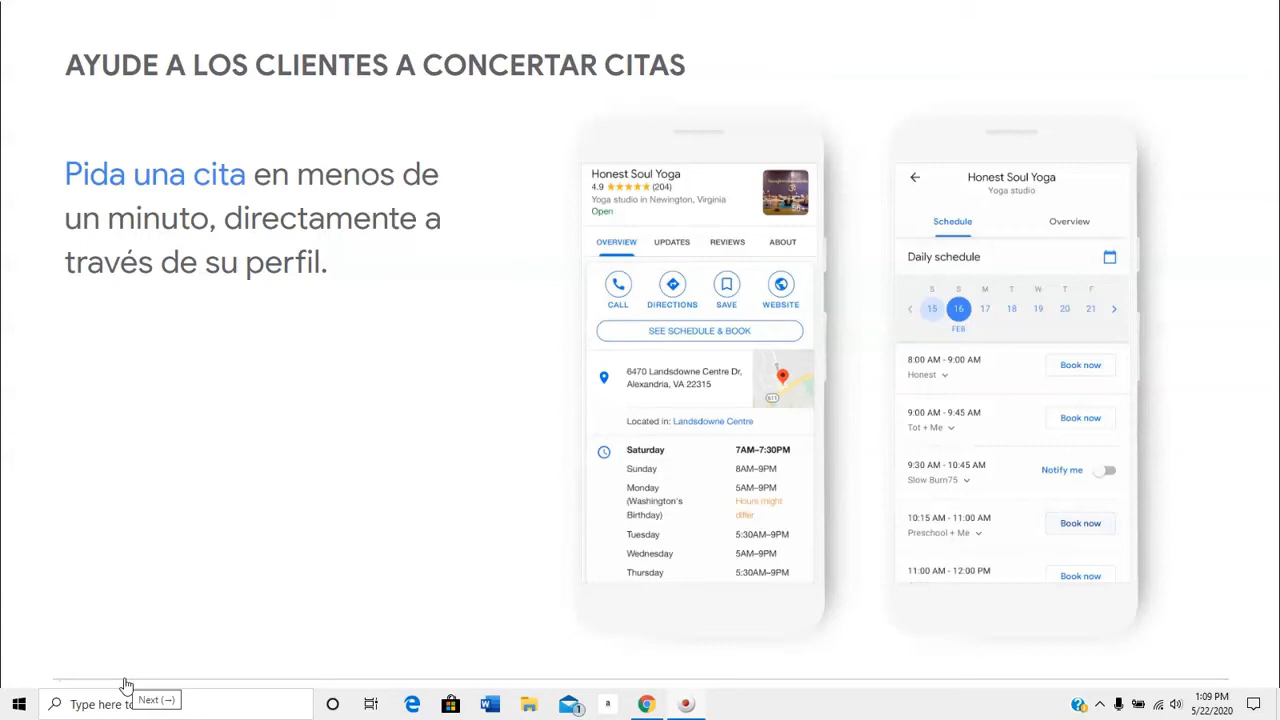 AYUDE A LOS CLIENTES A CONCERTAR CITAS
Pida una cita en menos de
un minuto, directamente a
través de su perfil.
Honest Soul Yoga
4.9 ★★★★★ (204)
Yoga studio in Newington, Virginia
Open
OVERVIEW UPDATES REVIEWS ABOUT
CALL DIRECTIONS SAVE WEBSITE
SEE SCHEDULE & BOOK
6470 Landsdowne Centre Dr,
Alexandria, VA 22315
611
Located in: Landsdowne Centre
Saturday 7AM–7:30PM
Sunday 8AM–9PM
Monday 5AM–9PM
(Washington's Hours might
Birthday) differ
Tuesday 5:30AM–9PM
Wednesday 5AM–9PM
Thursday 5:30AM–9PM
Honest Soul Yoga
Yoga studio
Schedule Overview
Daily schedule
S S M T W T F
15 16 17 18 19 20 21
FEB
8:00 AM - 9:00 AM
Honest
Book now
9:00 AM - 9:45 AM
Tot + Me
Book now
9:30 AM - 10:45 AM
Slow Burn75
Notify me
10:15 AM - 11:00 AM
Preschool + Me
Book now
11:00 AM - 12:00 PM
Book now
Type here to
Next (→)
a
1
1:09 PM
5/22/2020